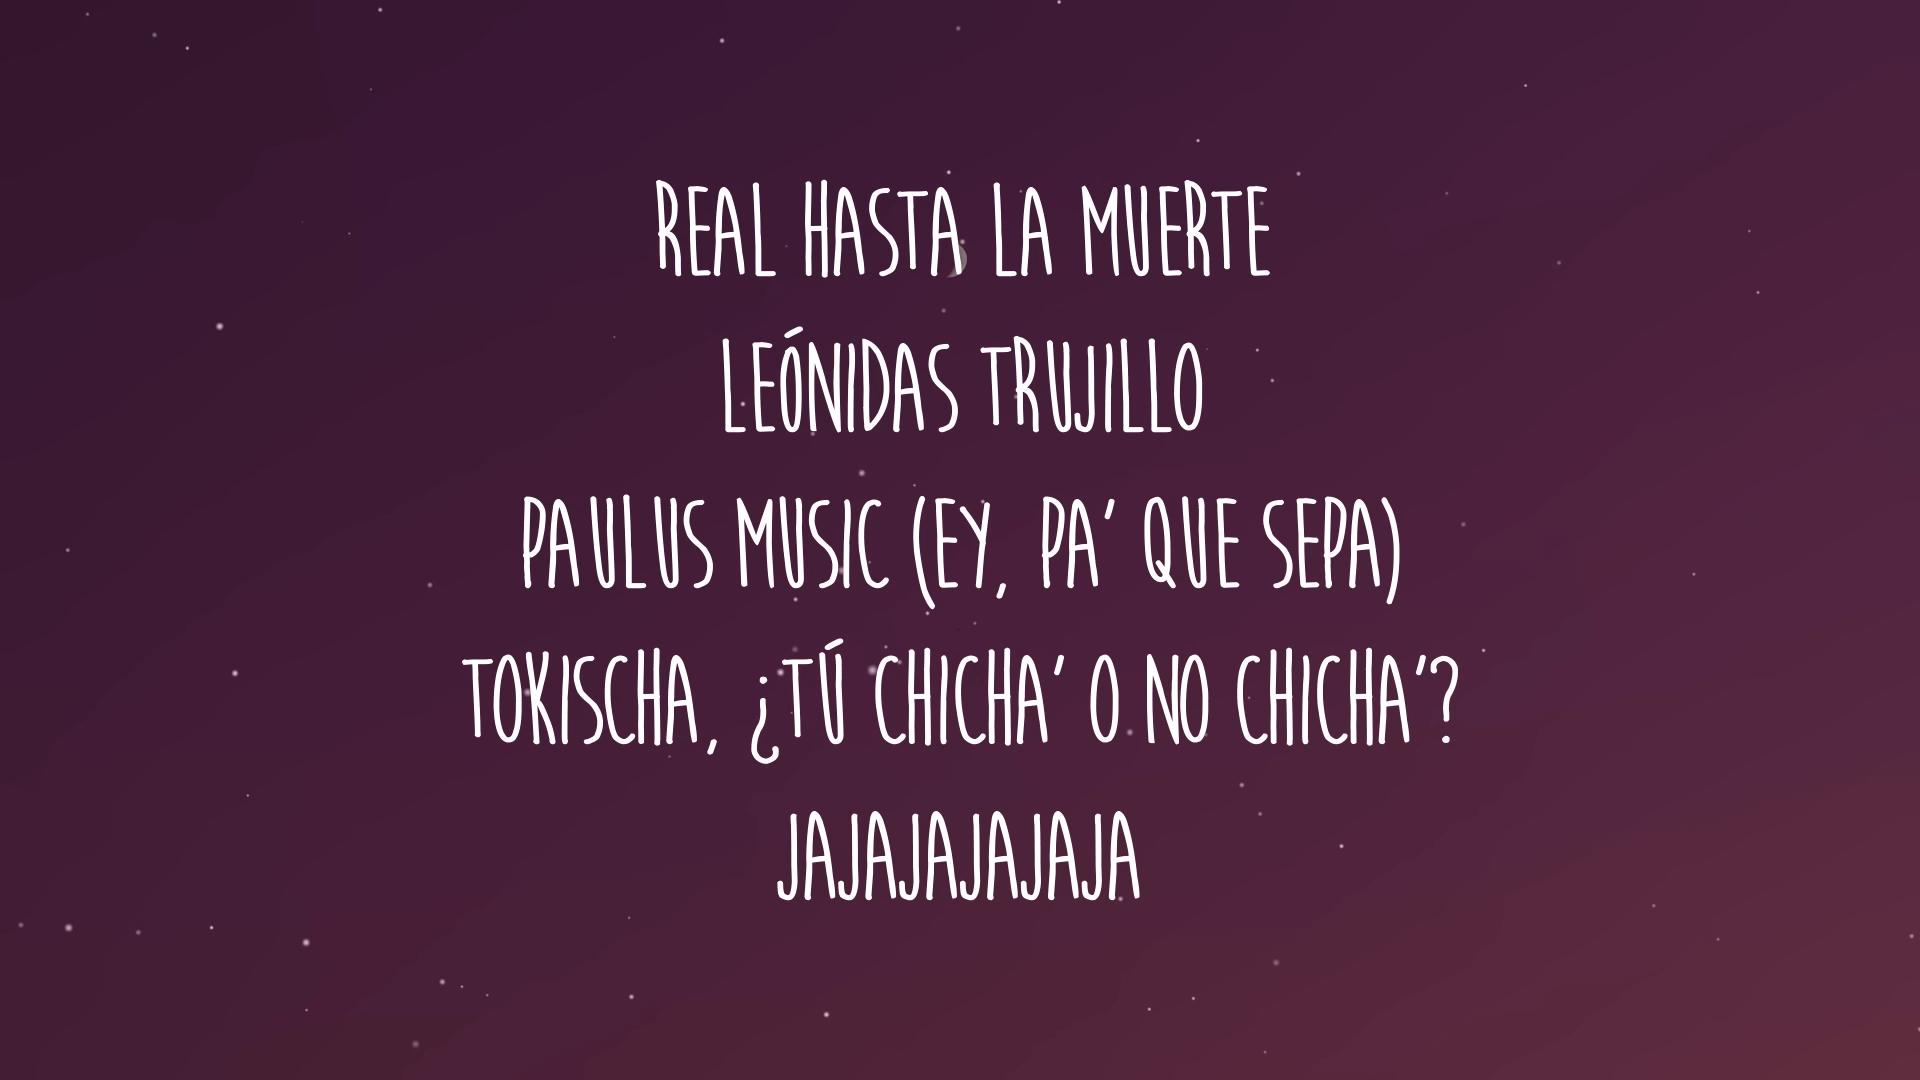 REAL HASTA LA MUERTE
LEÓNIDAS TRUJILLO
PAULUS MUSIC (EY, PA' QUE SEPA)
TOKISCHA, ¿TÚ CHICHA' O NO CHICHA'?
JAJAJAJAJAJA